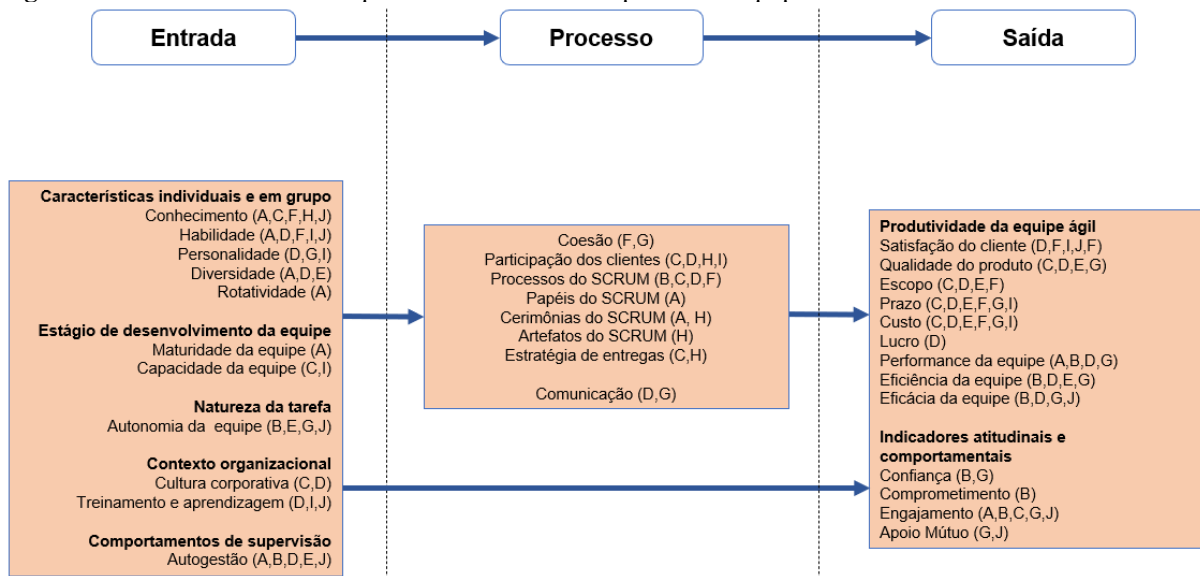 Entrada
Processo
Saída
Características individuais e em grupo
Conhecimento (A,C,F,H,J)
Habilidade (A,D,F,I,J)
Personalidade (D,G,I)
Diversidade (A,D,E)
Rotatividade (A)
Estágio de desenvolvimento da equipe
Maturidade da equipe (A)
Capacidade da equipe (C,I)
Natureza da tarefa
Autonomia da equipe (B,E,G,J)
Contexto organizacional
Cultura corporativa (C,D)
Treinamento e aprendizagem (D,I,J)
Comportamentos de supervisão
Autogestão (A,B,D,E,J)
Coesão (F,G)
Participação dos clientes (C,D,H,I)
Processos do SCRUM (B,C,D,F)
Papéis do SCRUM (A)
Cerimônias do SCRUM (A, H)
Artefatos do SCRUM (H)
Estratégia de entregas (C,H)
Comunicação (D,G)
Produtividade da equipe ágil
Satisfação do cliente (D,F,I,J,F)
Qualidade do produto (C,D,E,G)
Escopo (C,D,E,F)
Prazo (C,D,E,F,G,I)
Custo (C,D,E,F,G,I)
Lucro (D)
Performance da equipe (A,B,D,G)
Eficiência da equipe (B,D,E,G)
Eficácia da equipe (B,D,G,J)
Indicadores atitudinais e
comportamentais
Confiança (B,G)
Comprometimento (B)
Engajamento (A,B,C,G,J)
Apoio Mútuo (G,J)